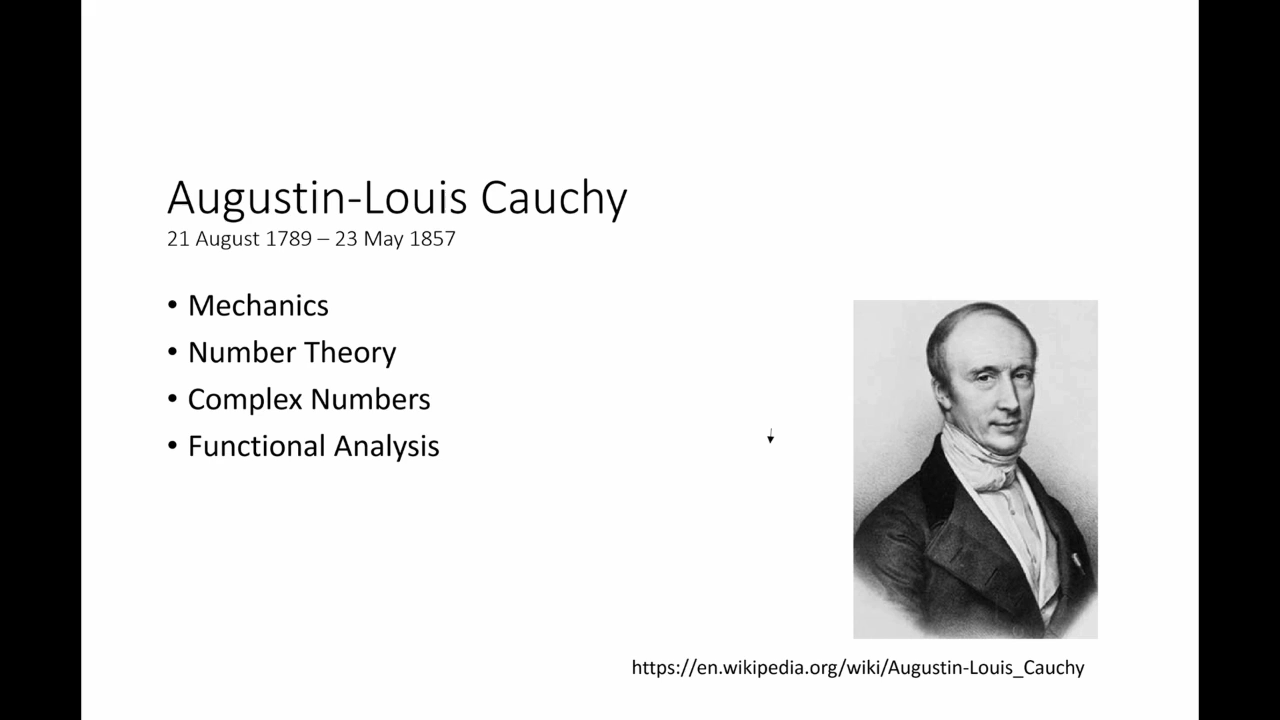 Augustin-Louis Cauchy
21 August 1789 – 23 May 1857
• Mechanics
• Number Theory
• Complex Numbers
• Functional Analysis
https://en.wikipedia.org/wiki/Augustin-Louis_Cauchy